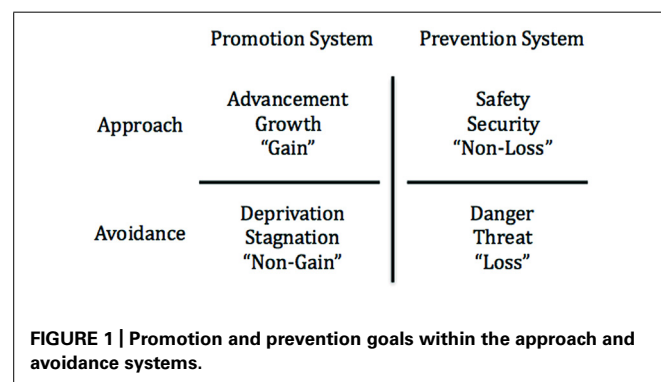 Promotion System Prevention System
Approach
Advancement
Growth
"Gain"
Safety
Security
"Non-Loss"
Avoidance
Deprivation
Stagnation
"Non-Gain"
Danger
Threat
"Loss"
FIGURE 1 | Promotion and prevention goals within the approach and
avoidance systems.